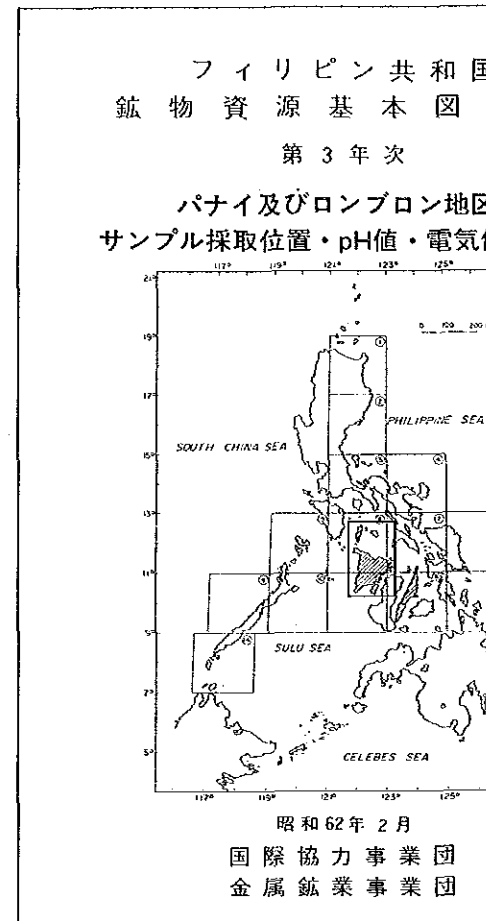 フィリピン共和国
鉱物資源基本図
第3年次
パナイ及びロンブロン地区
サンプル採取位置・pH値・電気
117° 119° 121° 123° 125°
21°
0 100 200
19°
17°
PHILIPPINE SEA
SOUTH CHINA SEA
15°
13°
11°
9°
SULU SEA
7°
5°
CELEBES SEA
117° 119° 121° 123° 125°
昭和62年2月
国際協力事業団
金属鉱業事業団